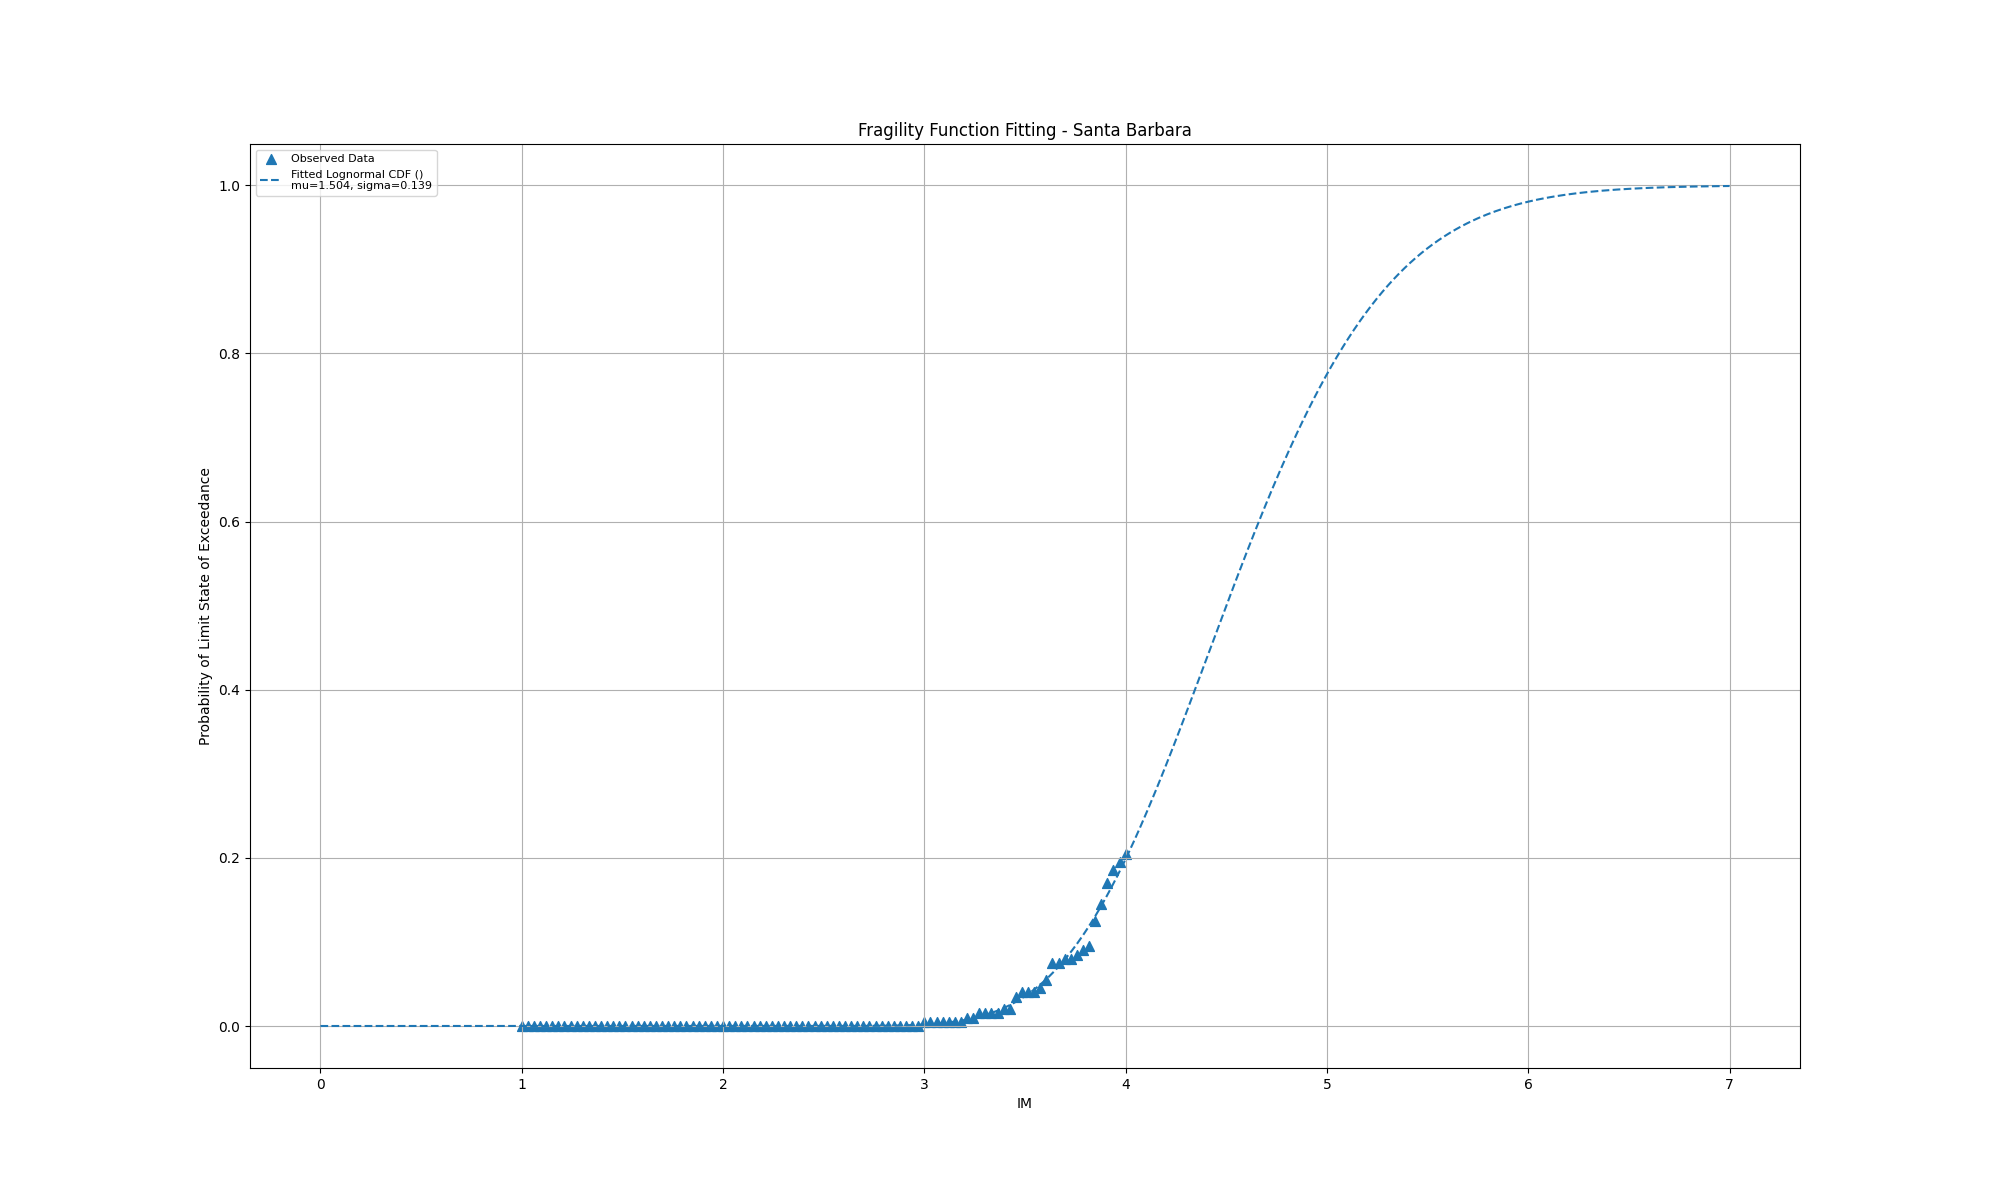 Fragility Function Fitting - Santa Barbara
Observed Data
Fitted Lognormal CDF ()
mu=1.504, sigma=0.139
Probability of Limit State of Exceedance
1.0
0.8
0.6
0.4
0.2
0.0
0 1 2 3 4 5 6 7
IM